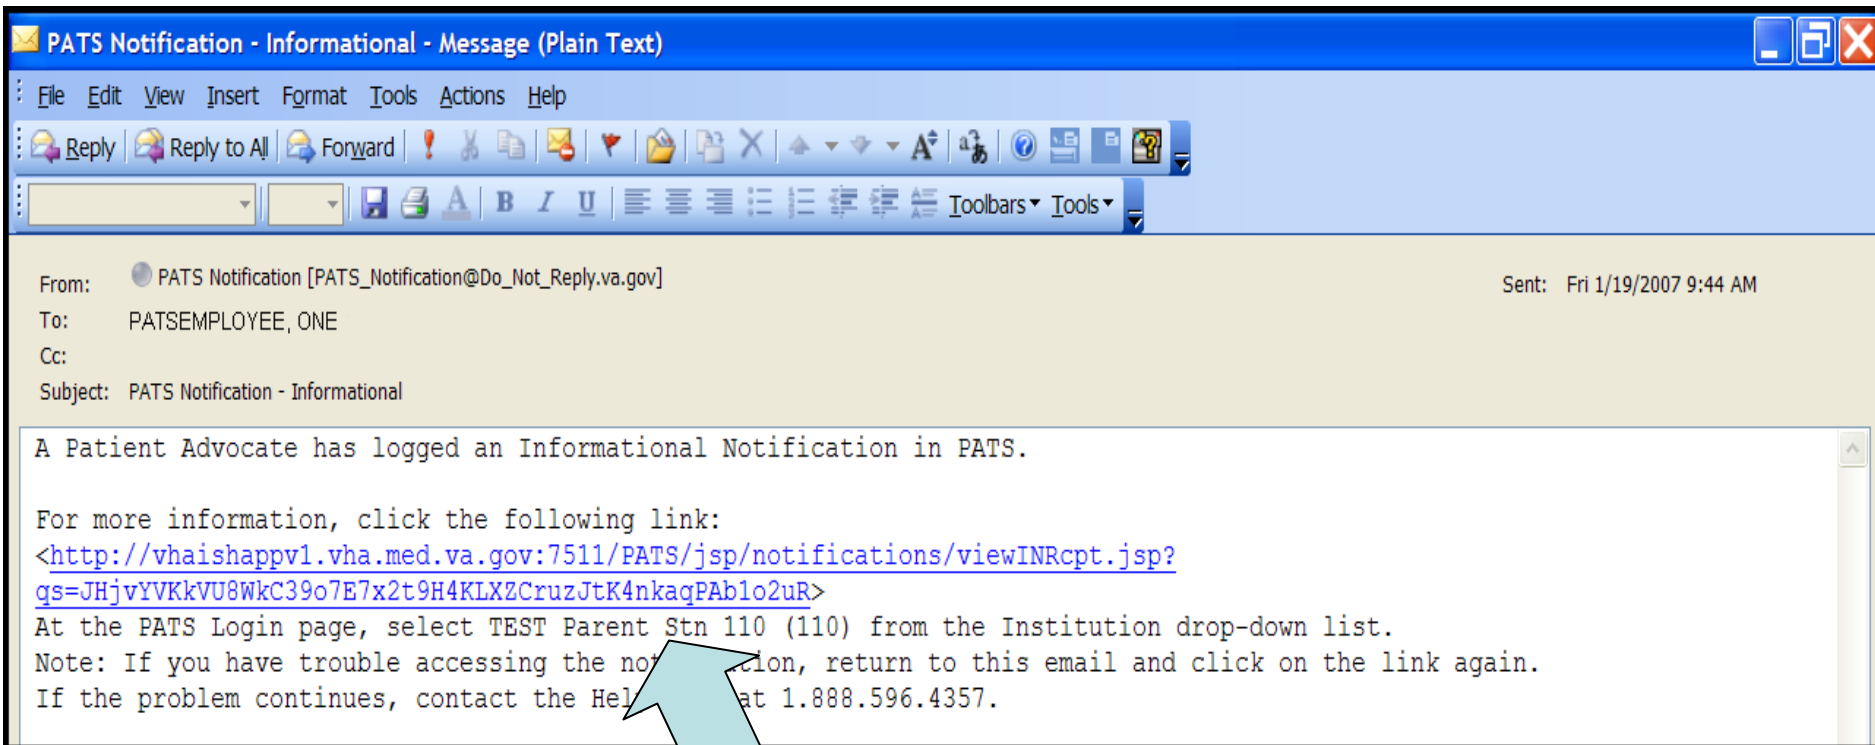 PATS Notification - Informational - Message (Plain Text)
File Edit View Insert Format Tools Actions Help
Reply Reply to All Forward
B I U Toolbars Tools
From: PATS Notification [PATS_Notification@Do_Not_Reply.va.gov] Sent: Fri 1/19/2007 9:44 AM
To: PATSEMPLOYEE, ONE
Cc:
Subject: PATS Notification - Informational
A Patient Advocate has logged an Informational Notification in PATS.
For more information, click the following link:
<http://vhaishappv1.vha.med.va.gov:7511/PATS/jsp/notifications/viewINRcpt.jsp?
qs=JHjvYVKkVU8WkC39o7E7x2t9H4KLXZCruzJtK4nkaqPAb1o2uR>
At the PATS Login page, select TEST Parent Stn 110 (110) from the Institution drop-down list.
Note: If you have trouble accessing the , return to this email and click on the link again.
If the problem continues, contact the at 1.888.596.4357.